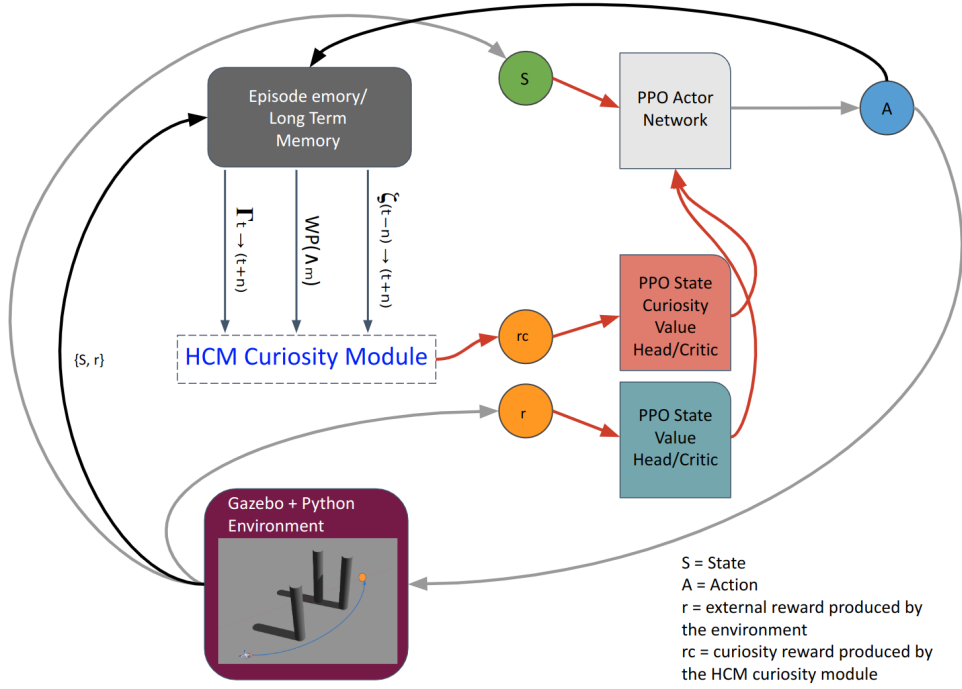 Episode emory/
Long Term
Memory
S
PPO Actor
Network
A
Γt → (t+n)
WP(Λm)
ζ(t−n) → (t+n)
{S, r}
HCM Curiosity Module
rc
PPO State
Curiosity
Value
Head/Critic
r
PPO State
Value
Head/Critic
Gazebo + Python
Environment
S = State
A = Action
r = external reward produced by
the environment
rc = curiosity reward produced by
the HCM curiosity module